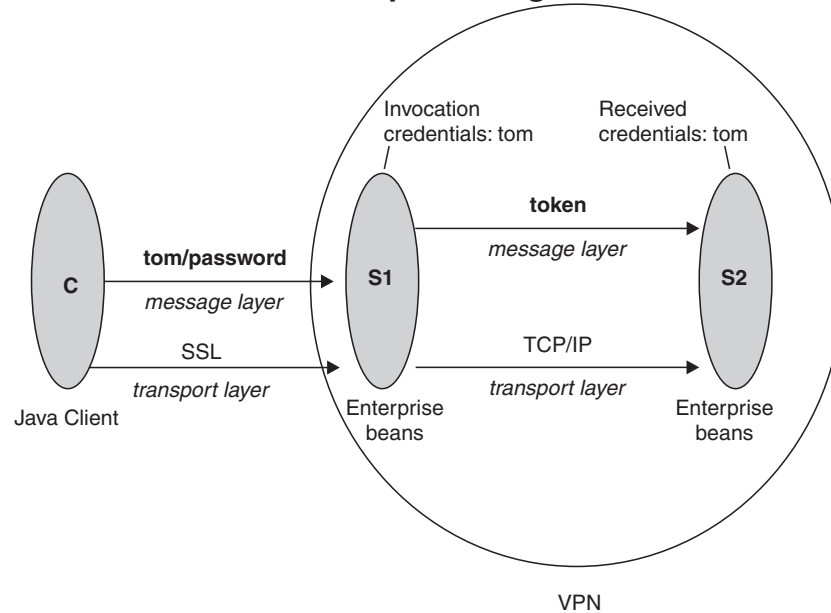 Invocation
credentials: tom
Received
credentials: tom
token
message layer
tom/password
message layer
C
S1
S2
SSL
transport layer
TCP/IP
transport layer
Java Client
Enterprise
beans
Enterprise
beans
VPN